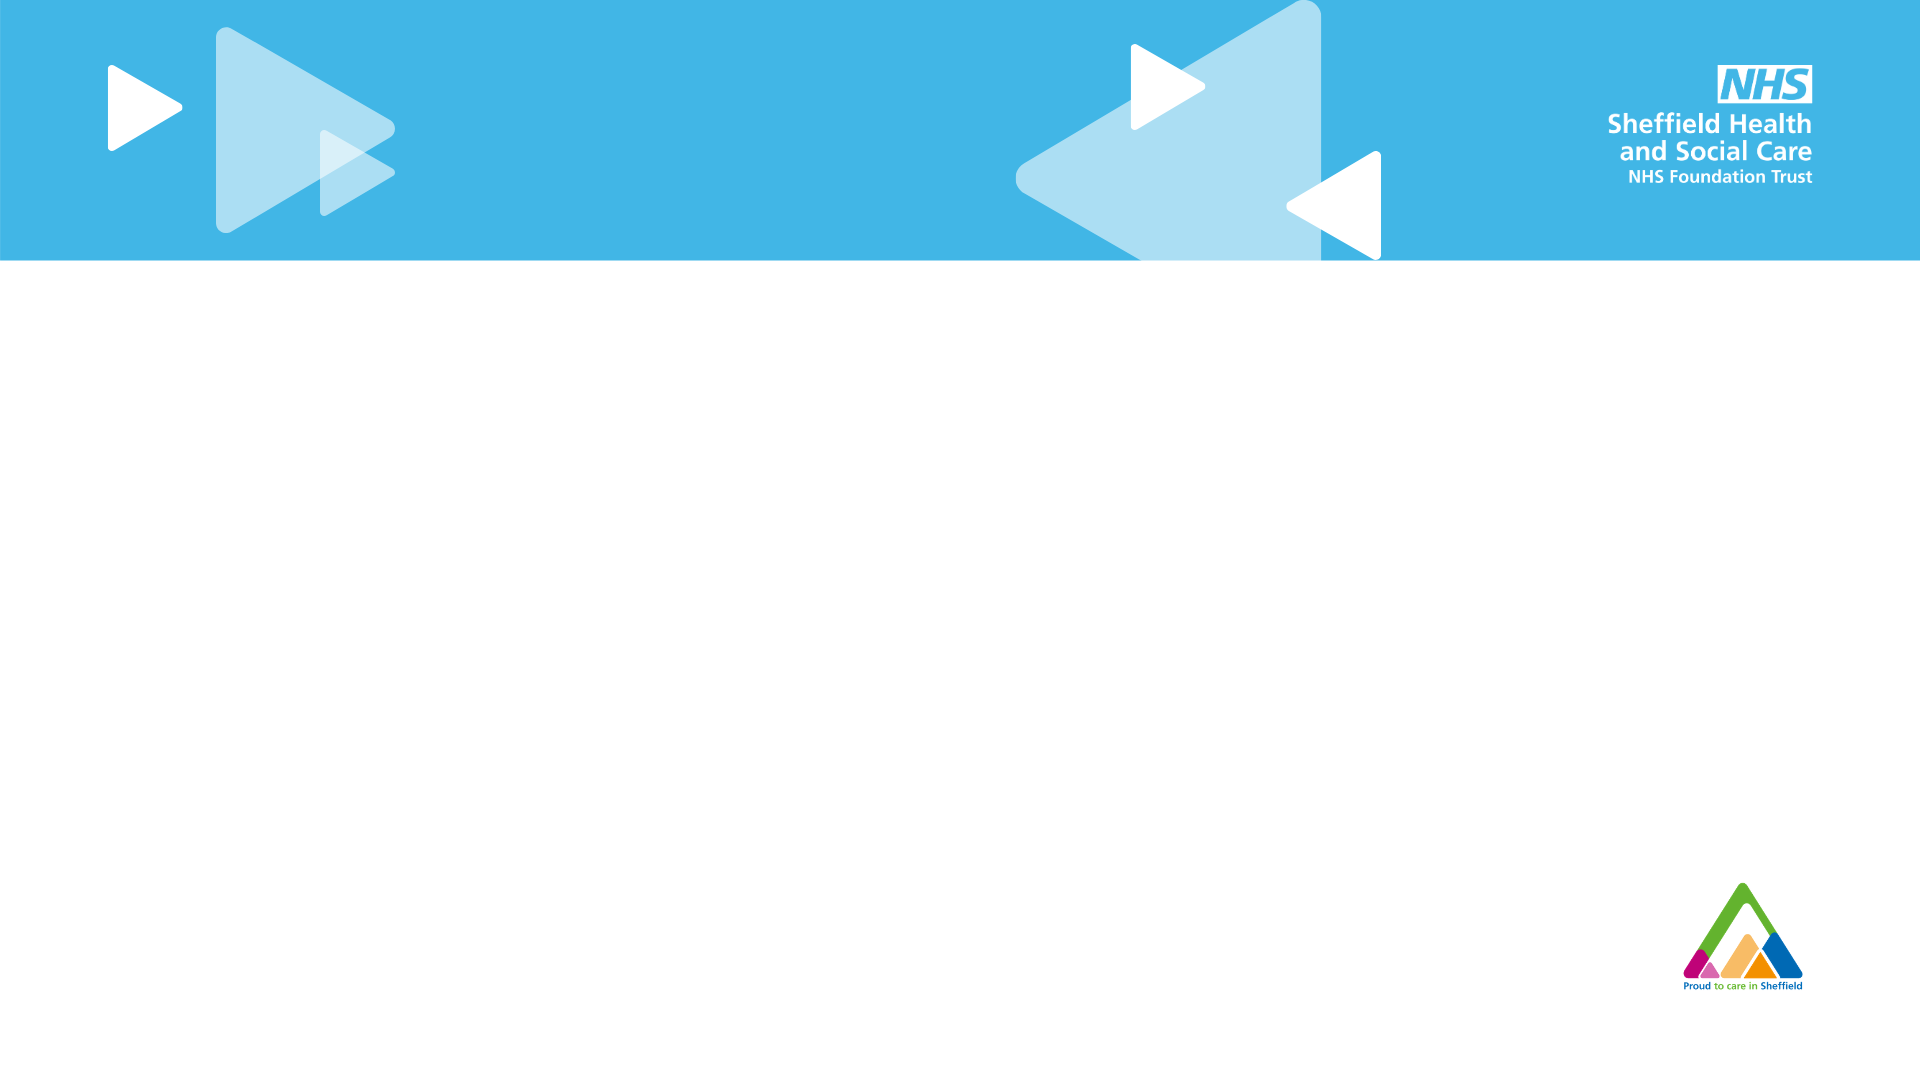 NHS
Sheffield Health
and Social Care
NHS Foundation Trust
Proud to care in Sheffield